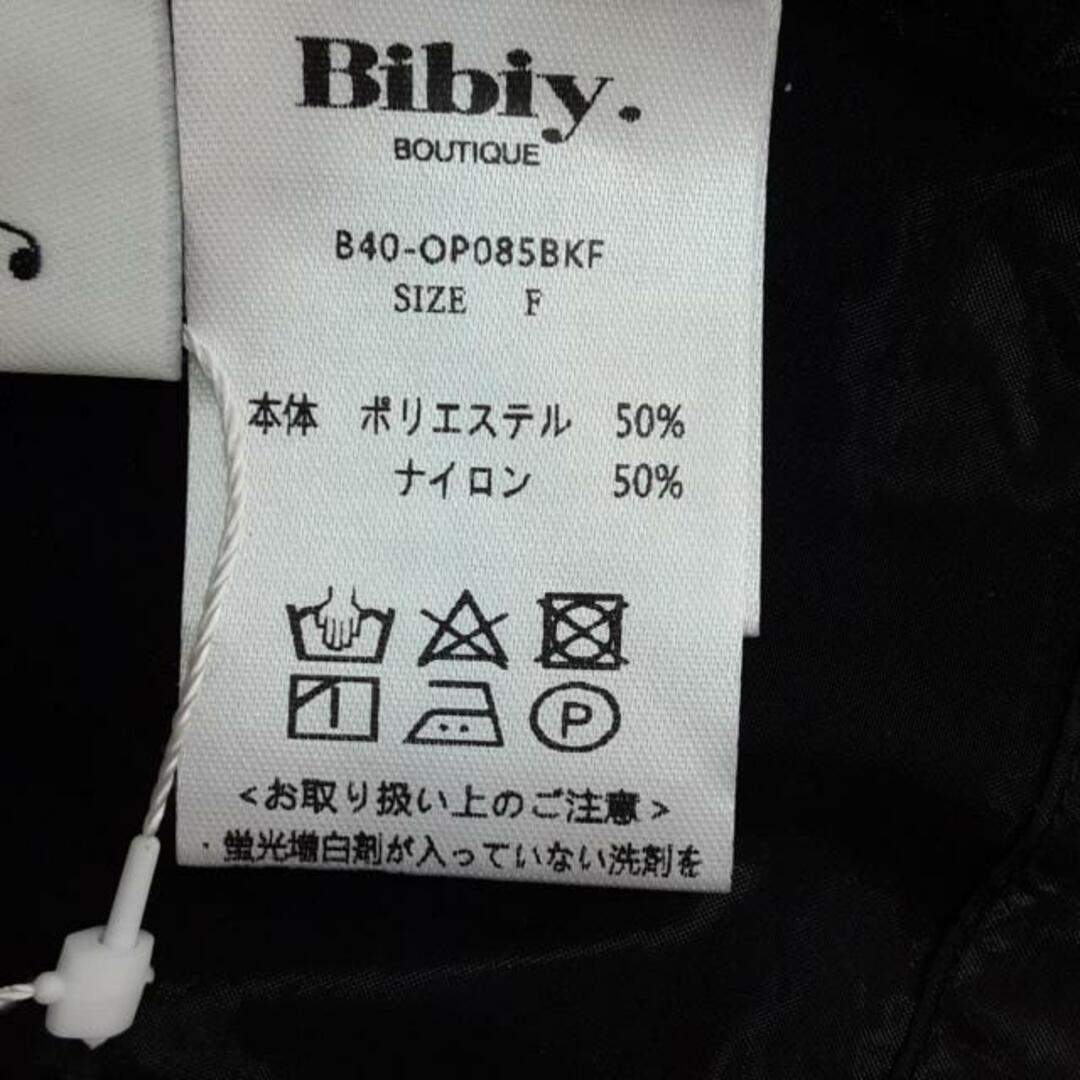 Bibiy.
BOUTIQUE
B40-OP085BKF
SIZE F
本体 ポリエステル 50%
ナイロン 50%
P
<お取り扱い上のご注意>
・蛍光増白剤が入っていない洗剤を